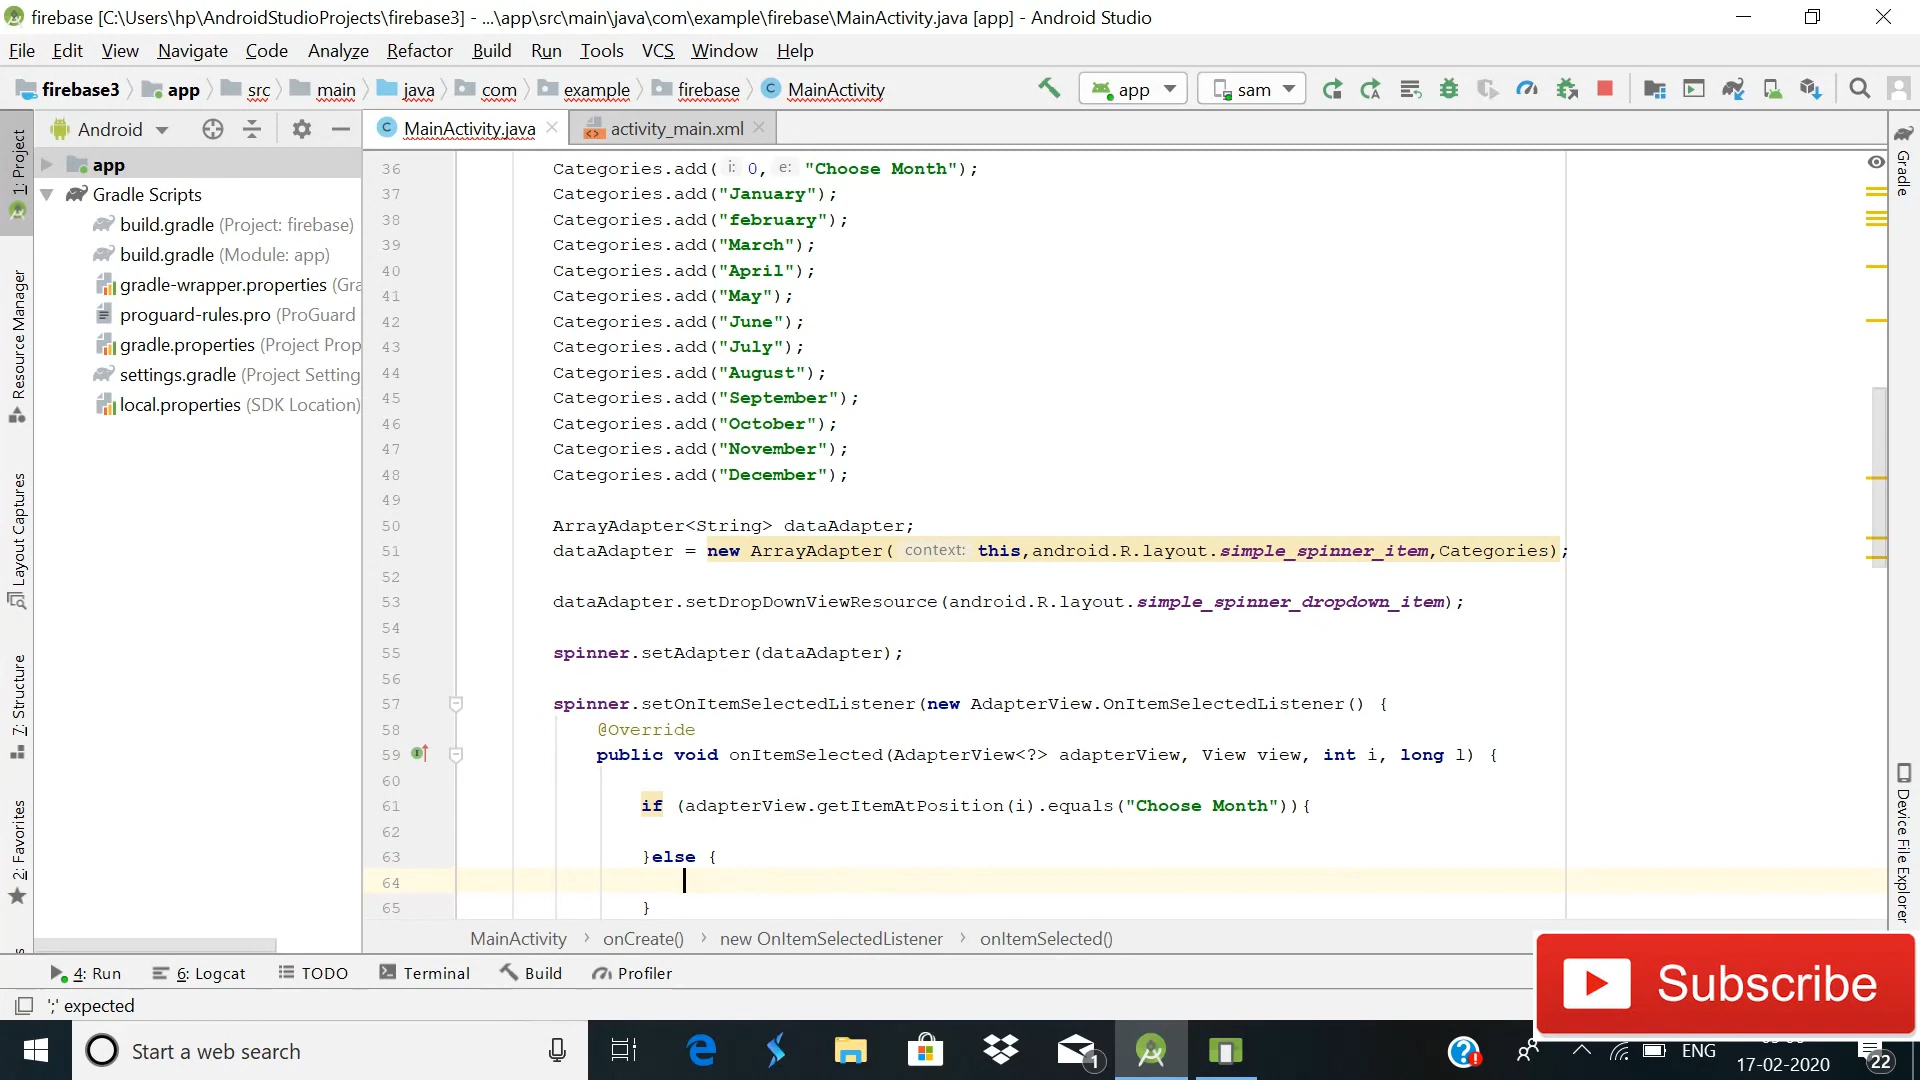 firebase [C:\Users\hp\AndroidStudioProjects\firebase3] - ...\app\src\main\java\com\example\firebase\MainActivity.java [app] - Android Studio
File Edit View Navigate Code Analyze Refactor Build Run Tools VCS Window Help
firebase3 app src main java com example firebase MainActivity app sam
1: Project
Resource Manager
Layout Captures
7: Structure
2: Favorites
Android
app
Gradle Scripts
build.gradle (Project: firebase)
build.gradle (Module: app)
gradle-wrapper.properties (Gra
proguard-rules.pro (ProGuard
gradle.properties (Project Prop
settings.gradle (Project Setting
local.properties (SDK Location)
MainActivity.java activity_main.xml
36 Categories.add( i: 0, e: "Choose Month");
37 Categories.add("January");
38 Categories.add("february");
39 Categories.add("March");
40 Categories.add("April");
41 Categories.add("May");
42 Categories.add("June");
43 Categories.add("July");
44 Categories.add("August");
45 Categories.add("September");
46 Categories.add("October");
47 Categories.add("November");
48 Categories.add("December");
49
50 ArrayAdapter<String> dataAdapter;
51 dataAdapter = new ArrayAdapter( context: this,android.R.layout.simple_spinner_item,Categories);
52
53 dataAdapter.setDropDownViewResource(android.R.layout.simple_spinner_dropdown_item);
54
55 spinner.setAdapter(dataAdapter);
56
57 spinner.setOnItemSelectedListener(new AdapterView.OnItemSelectedListener() {
58 @Override
59 public void onItemSelected(AdapterView<?> adapterView, View view, int i, long l) {
60
61 if (adapterView.getItemAtPosition(i).equals("Choose Month")){
62
63 }else {
64
65 }
MainActivity › onCreate() › new OnItemSelectedListener › onItemSelected()
Gradle
Device File Explorer
4: Run 6: Logcat TODO Terminal Build Profiler
';' expected
Subscribe
Start a web search
1
ENG
17-02-2020
22